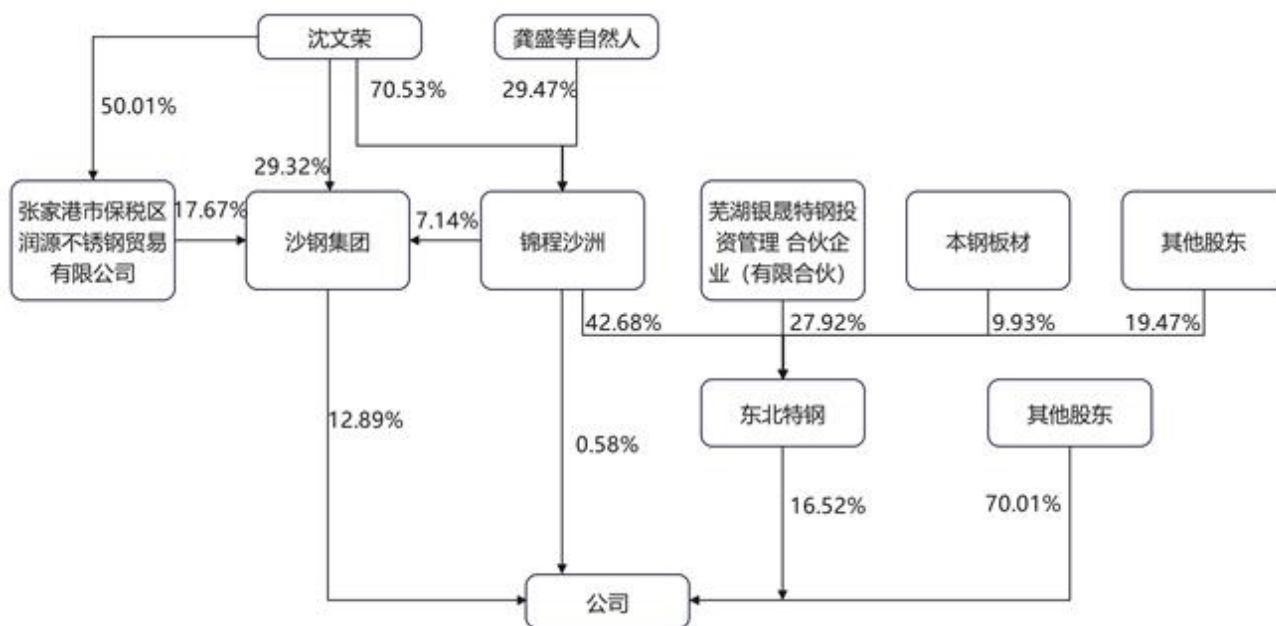 沈文荣
龚盛等自然人
50.01%
70.53%
29.47%
29.32%
张家港市保税区
润源不锈钢贸易
有限公司
17.67%
沙钢集团
7.14%
锦程沙洲
芜湖银晟特钢投
资管理 合伙企
业（有限合伙）
本钢板材
其他股东
42.68%
27.92%
9.93%
19.47%
东北特钢
其他股东
12.89%
0.58%
16.52%
70.01%
公司